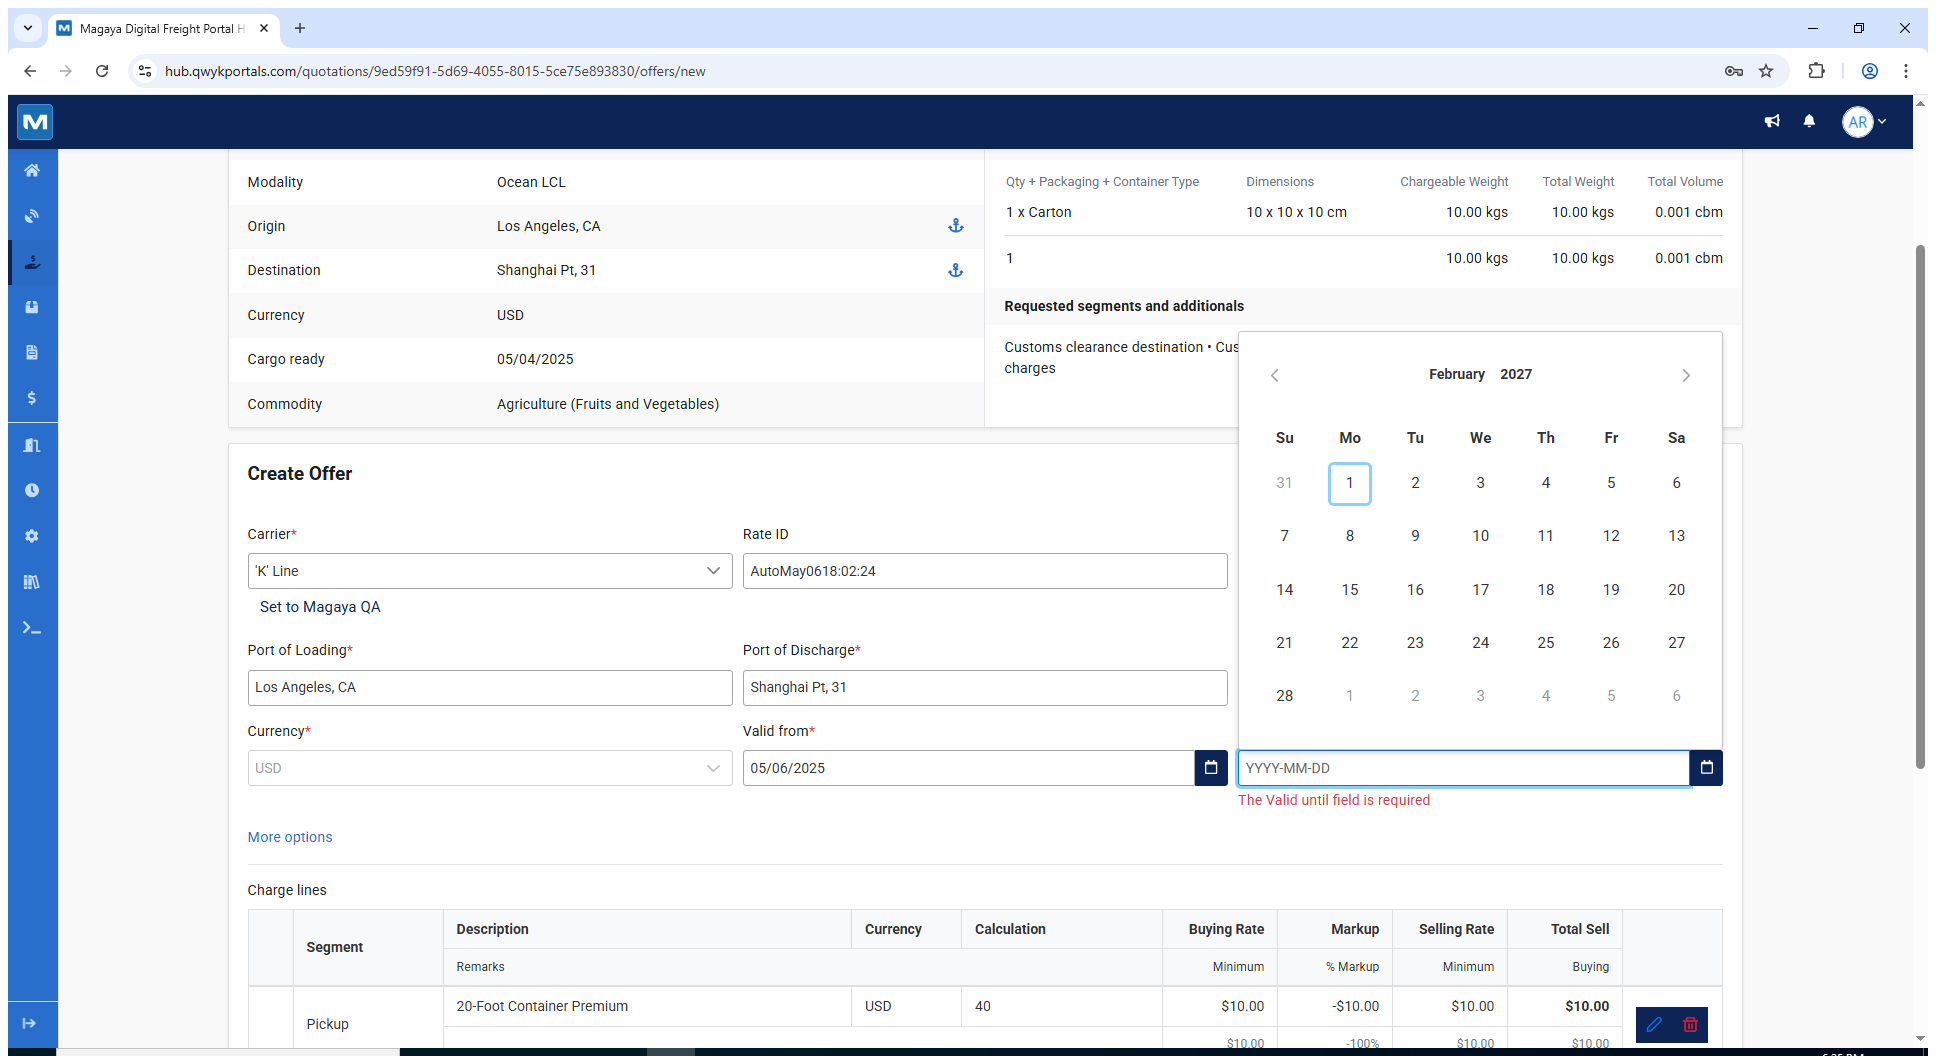 Magaya Digital Freight Portal H
hub.qwykportals.com/quotations/9ed59f91-5d69-4055-8015-5ce75e893830/offers/new
AR
Modality Ocean LCL
Origin Los Angeles, CA
Destination Shanghai Pt, 31
Currency USD
Cargo ready 05/04/2025
Commodity Agriculture (Fruits and Vegetables)
Qty + Packaging + Container Type Dimensions Chargeable Weight Total Weight Total Volume
1 x Carton 10 x 10 x 10 cm 10.00 kgs 10.00 kgs 0.001 cbm
1 10.00 kgs 10.00 kgs 0.001 cbm
Requested segments and additionals
Customs clearance destination • Cus
charges
February 2027
Su Mo Tu We Th Fr Sa
31 1 2 3 4 5 6
7 8 9 10 11 12 13
14 15 16 17 18 19 20
21 22 23 24 25 26 27
28 1 2 3 4 5 6
Create Offer
Carrier* Rate ID
'K' Line AutoMay0618:02:24
Set to Magaya QA
Port of Loading* Port of Discharge*
Los Angeles, CA Shanghai Pt, 31
Currency* Valid from*
USD 05/06/2025 YYYY-MM-DD
The Valid until field is required
More options
Charge lines
Segment Description Currency Calculation Buying Rate Markup Selling Rate Total Sell
Remarks Minimum % Markup Minimum Buying
Pickup 20-Foot Container Premium USD 40 $10.00 -$10.00 $10.00 $10.00
$10.00 -100% $10.00 $10.00